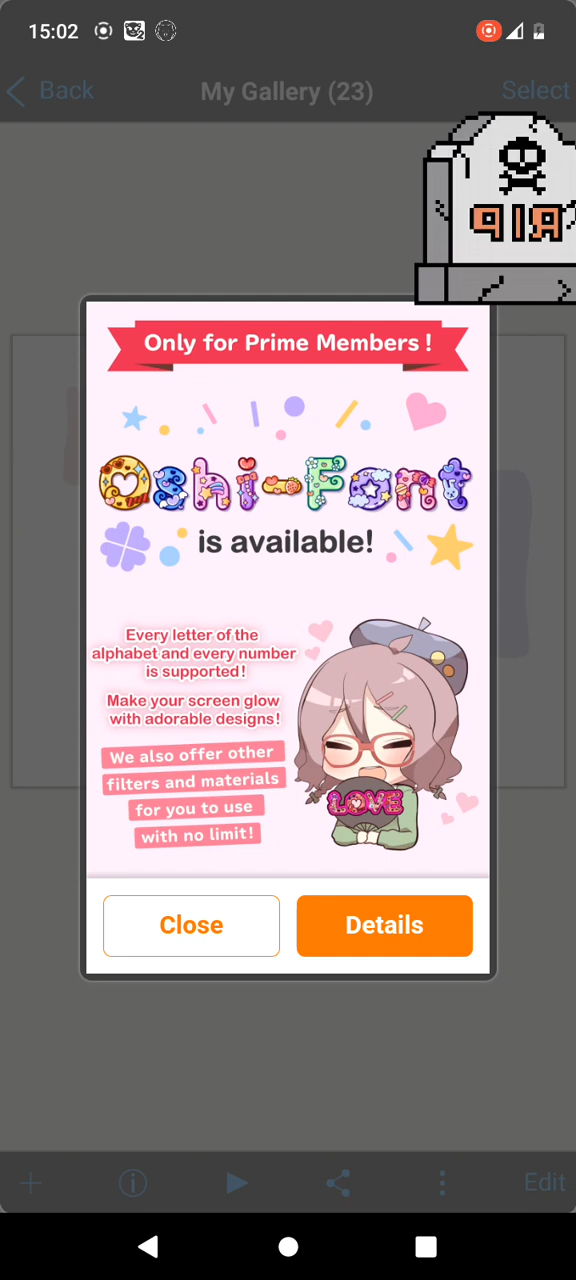 15:02
Back
My Gallery (23)
Select
RIP
Only for Prime Members !
Oshi-Font
is available!
Every letter of the
alphabet and every number
is supported!
Make your screen glow
with adorable designs!
We also offer other
filters and materials
for you to use
with no limit!
LOVE
Close
Details
Edit